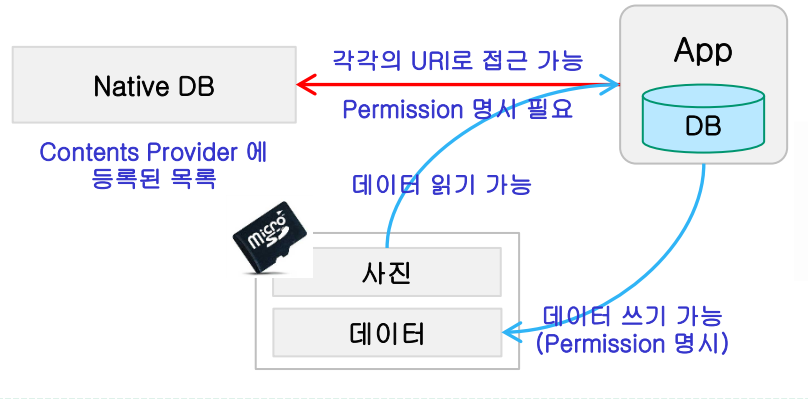 각각의 URI로 접근 가능
App
Native DB
Permission 명시 필요
DB
Contents Provider 에
등록된 목록
데이터 읽기 가능
micro
SD
사진
데이터
데이터 쓰기 가능
(Permission 명시)